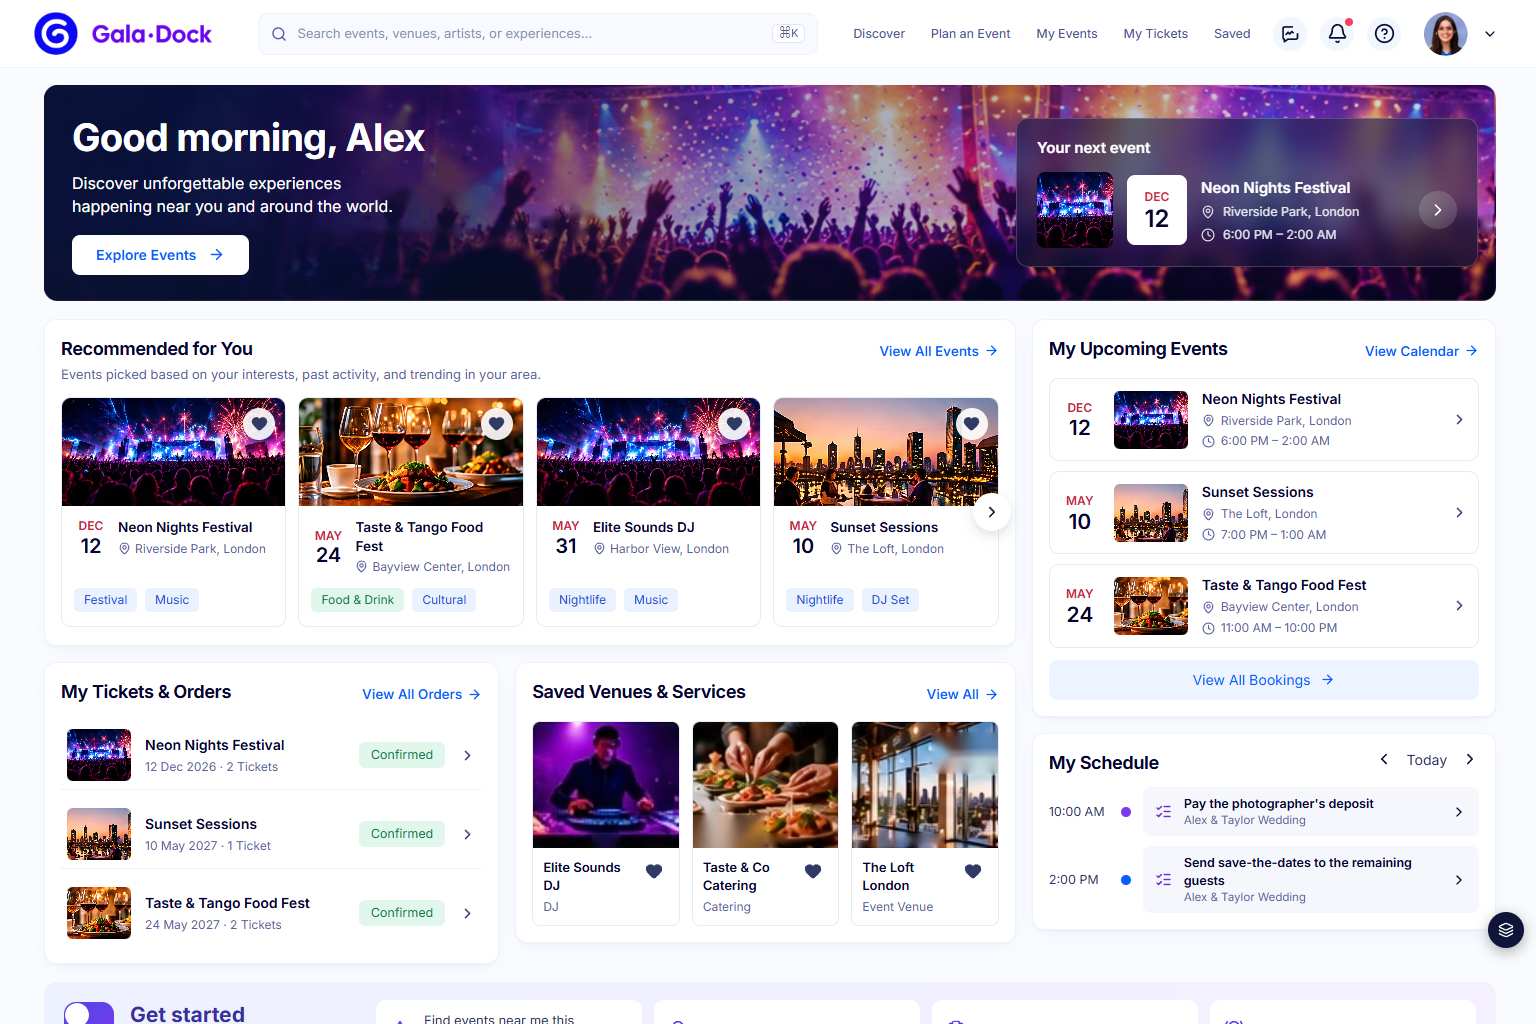 Gala·Dock
Search events, venues, artists, or experiences...
⌘K
Discover
Plan an Event
My Events
My Tickets
Saved
Good morning, Alex
Discover unforgettable experiences
happening near you and around the world.
Explore Events
Your next event
DEC
12
Neon Nights Festival
Riverside Park, London
6:00 PM – 2:00 AM
Recommended for You
View All Events
Events picked based on your interests, past activity, and trending in your area.
DEC
12
Neon Nights Festival
Riverside Park, London
Festival
Music
MAY
24
Taste & Tango Food
Fest
Bayview Center, London
Food & Drink
Cultural
MAY
31
Elite Sounds DJ
Harbor View, London
Nightlife
Music
MAY
10
Sunset Sessions
The Loft, London
Nightlife
DJ Set
My Upcoming Events
View Calendar
DEC
12
Neon Nights Festival
Riverside Park, London
6:00 PM – 2:00 AM
MAY
10
Sunset Sessions
The Loft, London
7:00 PM – 1:00 AM
MAY
24
Taste & Tango Food Fest
Bayview Center, London
11:00 AM – 10:00 PM
View All Bookings
My Tickets & Orders
View All Orders
Neon Nights Festival
12 Dec 2026 · 2 Tickets
Confirmed
Sunset Sessions
10 May 2027 · 1 Ticket
Confirmed
Taste & Tango Food Fest
24 May 2027 · 2 Tickets
Confirmed
Saved Venues & Services
View All
Elite Sounds
DJ
DJ
Taste & Co
Catering
Catering
The Loft
London
Event Venue
My Schedule
Today
10:00 AM
Pay the photographer's deposit
Alex & Taylor Wedding
2:00 PM
Send save-the-dates to the remaining
guests
Alex & Taylor Wedding
Get started
Find events near me this